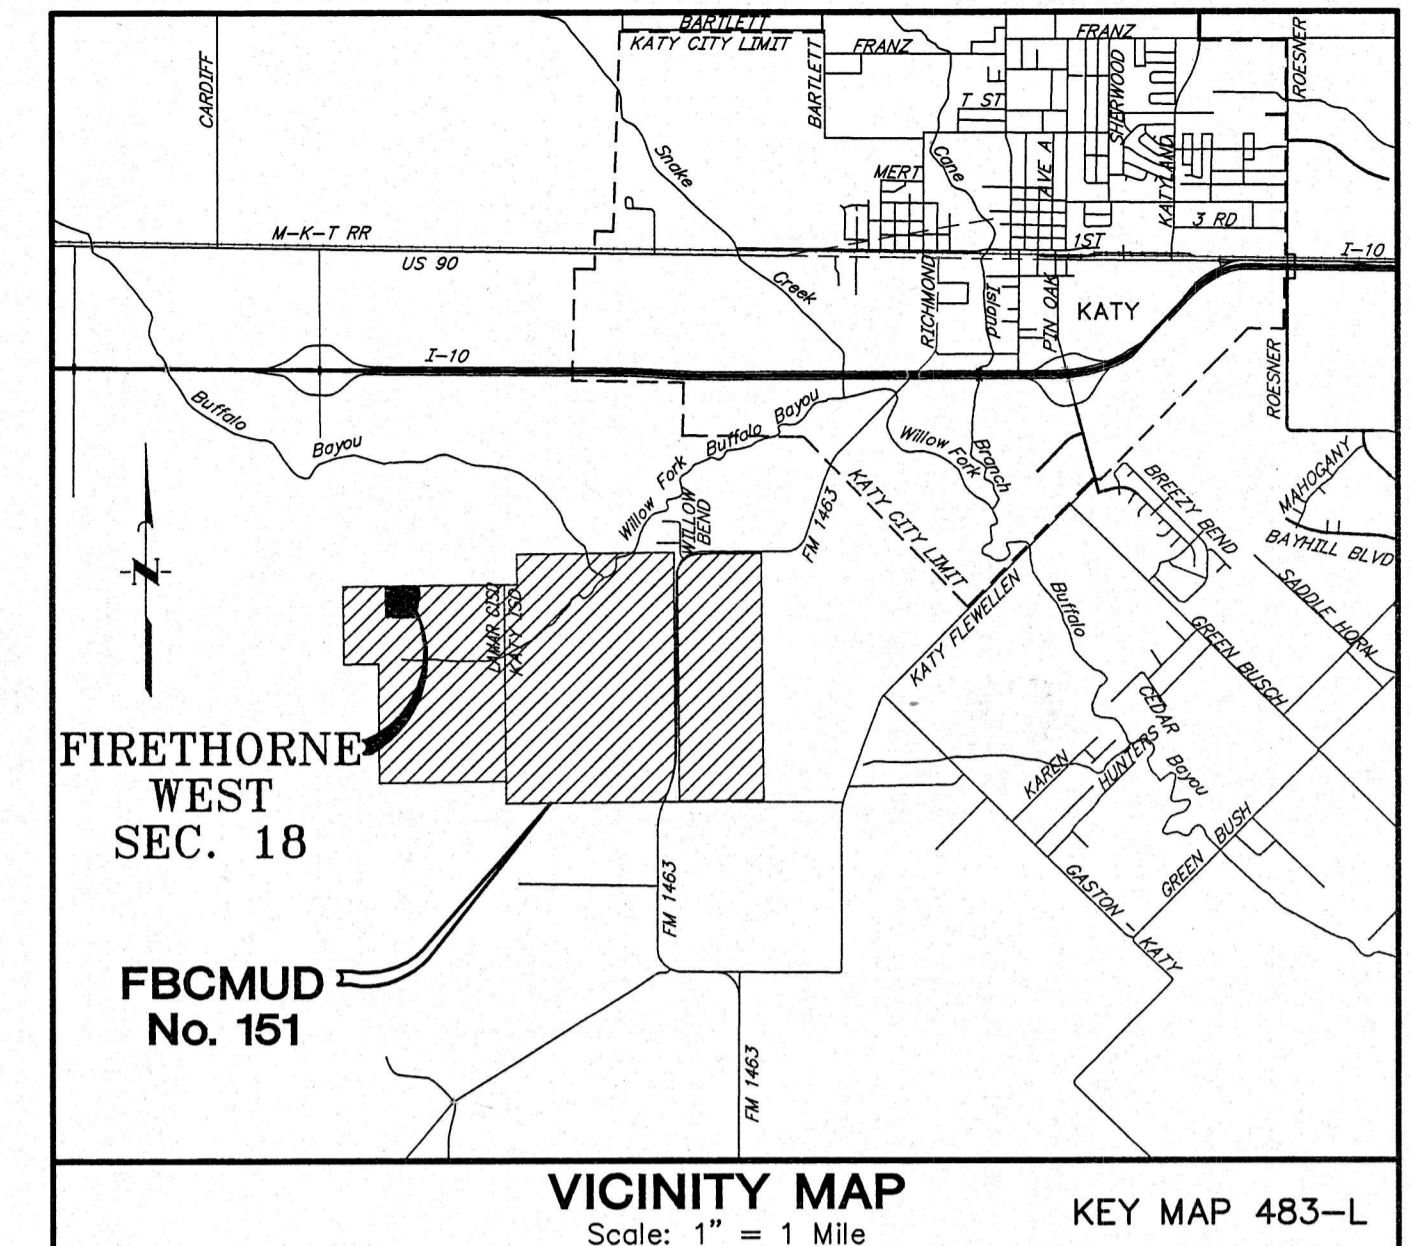 BARTLETT
KATY CITY LIMIT
CARDIFF
BARTLETT
FRANZ
FRANZ
ROESNER
SHERWOOD
T ST
E
Snake
Cane
AVE A
KATYLAND
MERT
3 RD
M-K-T RR
1ST
I-10
US 90
Creek
RICHMOND
Island
PIN OAK
KATY
I-10
ROESNER
Buffalo
Bayou
Willow Fork
Buffalo
Bayou
Willow Fork
Branch
KATY CITY LIMIT
FM 1463
WILLOW
BEND
BREEZY BEND
MAHOGANY
BAYHILL BLVD
SADDLE HORN
N
LAMAR CISD
KATY ISD
KATY FLEWELLEN
Buffalo
GREEN BUSCH
CEDAR
KAREN
HUNTERS
Bayou
FIRETHORNE
WEST
SEC. 18
GREEN BUSH
GASTON - KATY
FM 1463
FBCMUD
No. 151
FM 1463
VICINITY MAP
Scale: 1" = 1 Mile
KEY MAP 483-L